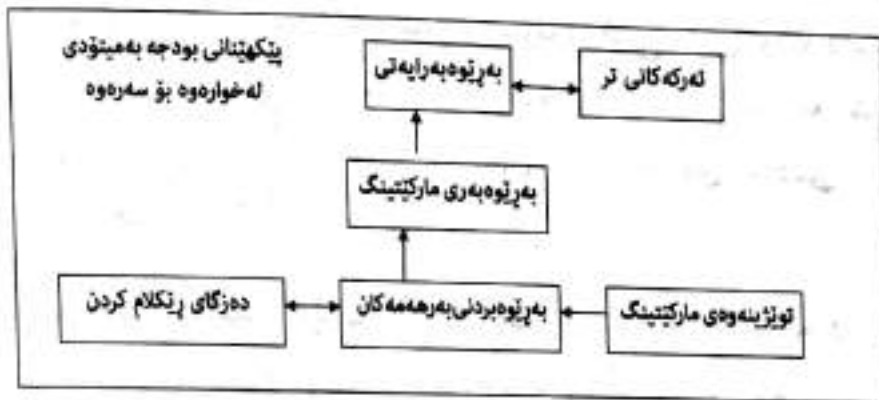 پێکهێنانی بودجە بەمیتۆدی
لەخوارەوە بۆ سەرەوە
بەڕێوەبەرایەتی
ئەرکەکانی تر
بەڕێوەبەری مارکێتینگ
توێژینەوەی مارکێتینگ
بەڕێوەبردنی بەرهەمەکان
دەزگای ڕێکلام کردن